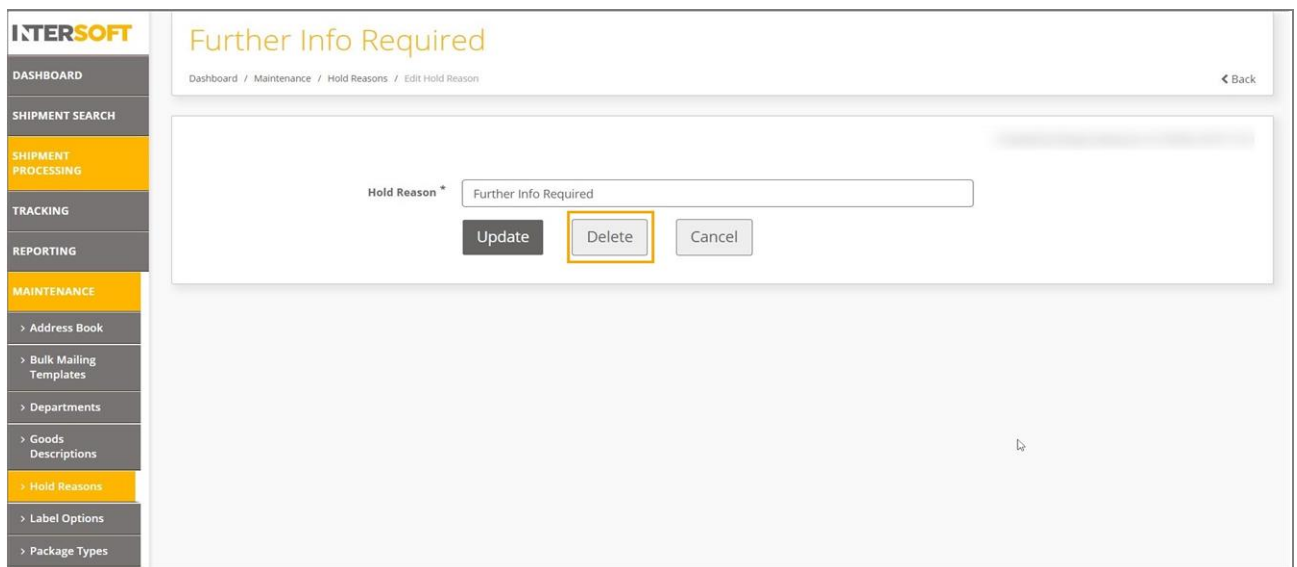 INTERSOFT
Further Info Required
Dashboard / Maintenance / Hold Reasons / Edit Hold Reason
Back
DASHBOARD
SHIPMENT SEARCH
SHIPMENT
PROCESSING
TRACKING
REPORTING
MAINTENANCE
> Address Book
> Bulk Mailing
Templates
> Departments
> Goods
Descriptions
> Hold Reasons
> Label Options
> Package Types
Hold Reason *
Further Info Required
Update
Delete
Cancel